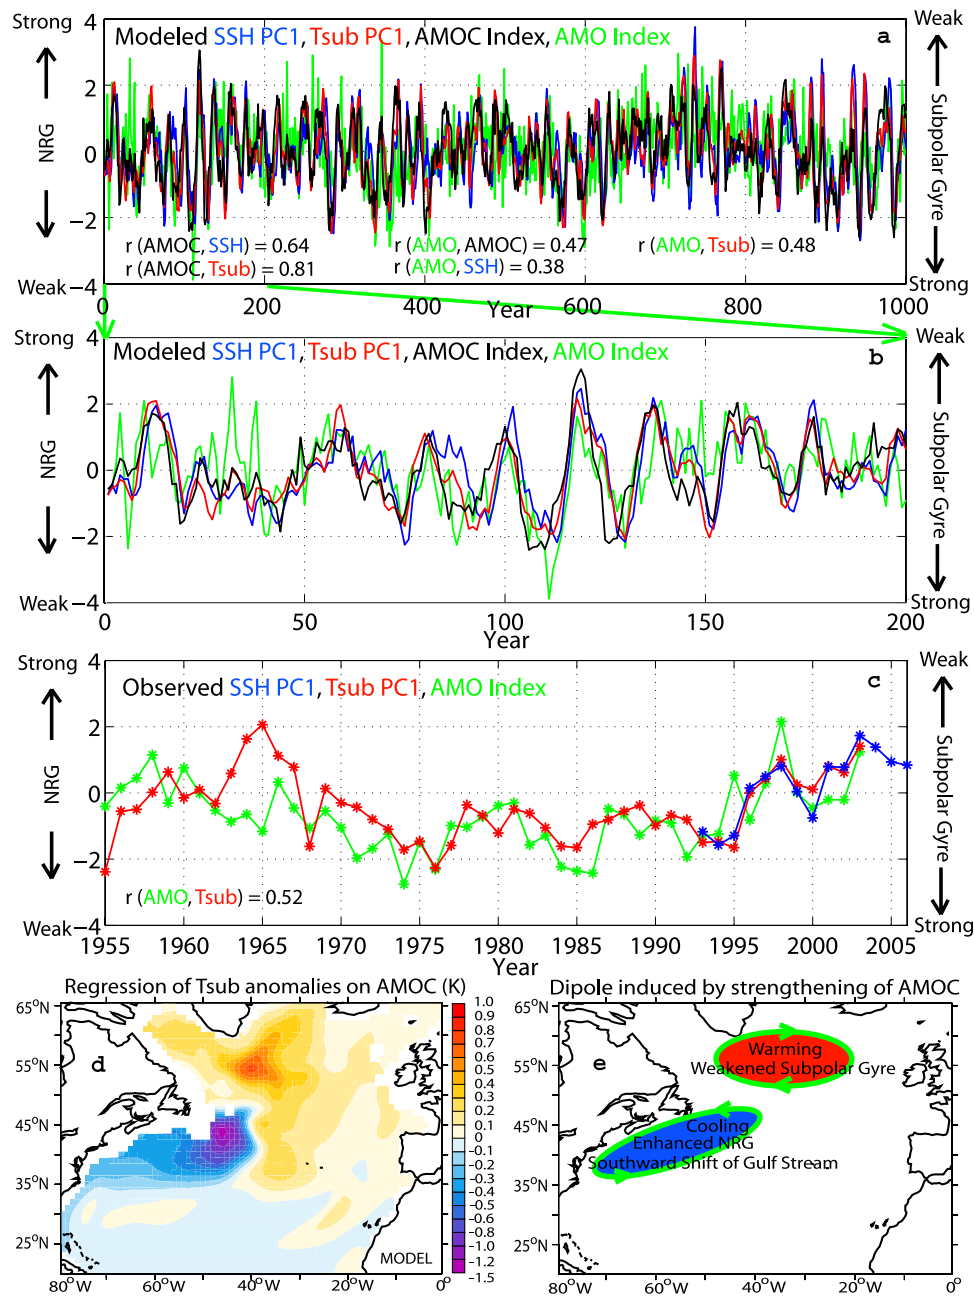 Strong
Weak
Modeled SSH PC1, Tsub PC1, AMOC Index, AMO Index
a
4
2
0
−2
−4
NRG
Subpolar Gyre
r (AMOC, SSH) = 0.64
r (AMO, AMOC) = 0.47
r (AMO, Tsub) = 0.48
r (AMOC, Tsub) = 0.81
r (AMO, SSH) = 0.38
Weak
Strong
0 200 400 600 800 1000
Year
Strong
Weak
Modeled SSH PC1, Tsub PC1, AMOC Index, AMO Index
b
4
2
0
−2
−4
NRG
Subpolar Gyre
Weak
Strong
0 50 100 150 200
Year
Strong
Weak
Observed SSH PC1, Tsub PC1, AMO Index
c
4
2
0
−2
−4
NRG
Subpolar Gyre
r (AMO, Tsub) = 0.52
Weak
Strong
1955 1960 1965 1970 1975 1980 1985 1990 1995 2000 2005
Year
Regression of Tsub anomalies on AMOC (K)
d
65°N
55°N
45°N
35°N
25°N
80°W 60°W 40°W 20°W 0°
MODEL
1.0
0.9
0.8
0.7
0.6
0.5
0.4
0.3
0.2
0.1
0
−0.1
−0.2
−0.3
−0.4
−0.5
−0.6
−0.8
−1.0
−1.2
−1.5
Dipole induced by strengthening of AMOC
e
65°N
55°N
45°N
35°N
25°N
Warming
Weakened Subpolar Gyre
Cooling
Enhanced NRG
Southward Shift of Gulf Stream
80°W 60°W 40°W 20°W 0°